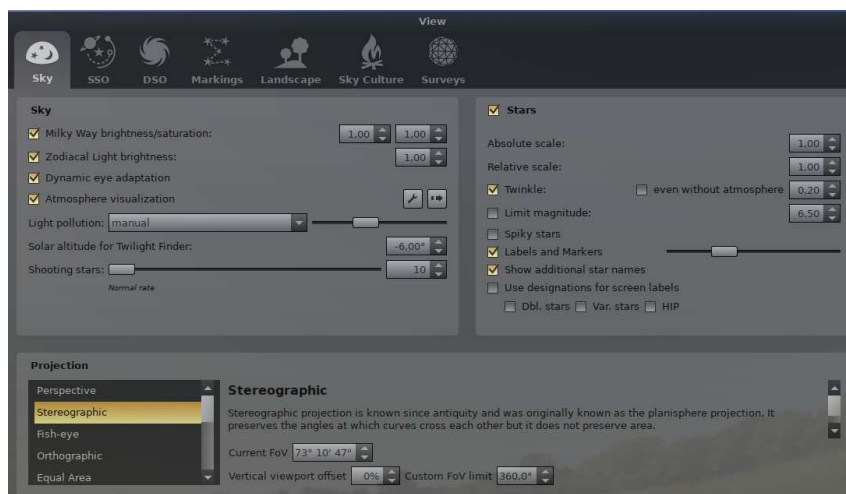 View
Sky SSO DSO Markings Landscape Sky Culture Surveys
Sky
Milky Way brightness/saturation: 1,00 1,00
Zodiacal Light brightness: 1,00
Dynamic eye adaptation
Atmosphere visualization
Light pollution: manual
Solar altitude for Twilight Finder: -6,00°
Shooting stars: 10
Normal rate
Stars
Absolute scale: 1,00
Relative scale: 1,00
Twinkle: even without atmosphere 0,20
Limit magnitude: 6,50
Spiky stars
Labels and Markers
Show additional star names
Use designations for screen labels
Dbl. stars Var. stars HIP
Projection
Perspective
Stereographic
Fish-eye
Orthographic
Equal Area
Stereographic
Stereographic projection is known since antiquity and was originally known as the planisphere projection. It
preserves the angles at which curves cross each other but it does not preserve area.
Current FoV 73° 10' 47"
Vertical viewport offset 0% Custom FoV limit 360,0°